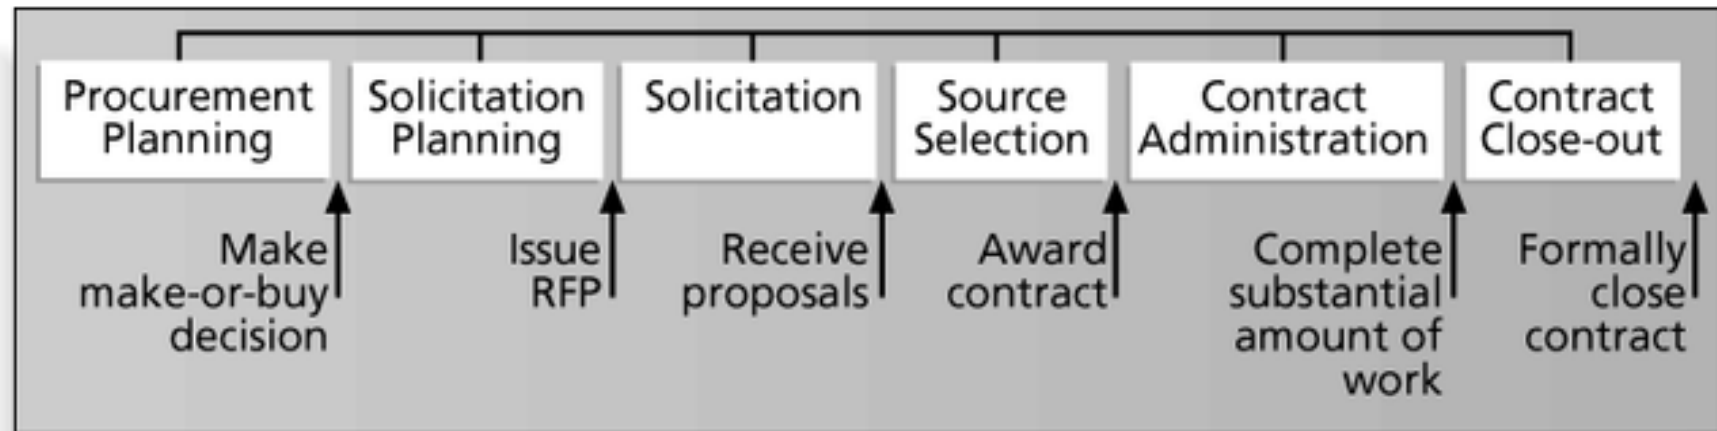 Procurement
Planning
Solicitation
Planning
Solicitation
Source
Selection
Contract
Administration
Contract
Close-out
Make
make-or-buy
decision
Issue
RFP
Receive
proposals
Award
contract
Complete
substantial
amount of
work
Formally
close
contract